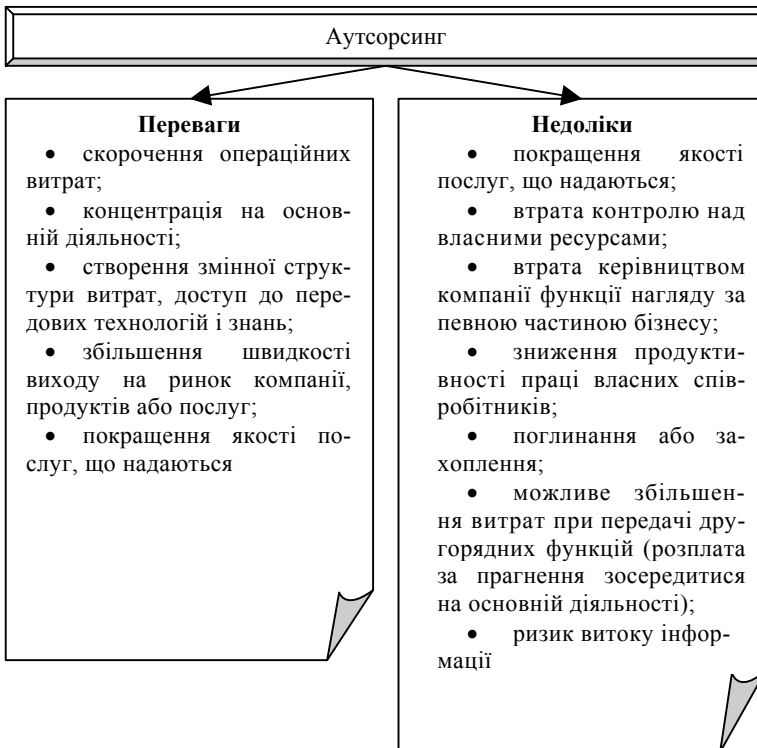 Аутсорсинг
Переваги
• скорочення операційних
витрат;
• концентрація на основ-
ній діяльності;
• створення змінної струк-
тури витрат, доступ до пере-
дових технологій і знань;
• збільшення швидкості
виходу на ринок компанії,
продуктів або послуг;
• покращення якості по-
слуг, що надаються
Недоліки
• покращення якості
послуг, що надаються;
• втрата контролю над
власними ресурсами;
• втрата керівництвом
компанії функції нагляду за
певною частиною бізнесу;
• зниження продукти-
вності праці власних спів-
робітників;
• поглинання або за-
хоплення;
• можливе збільшен-
ня витрат при передачі дру-
горядних функцій (розплата
за прагнення зосередитися
на основній діяльності);
• ризик витоку інфор-
мації